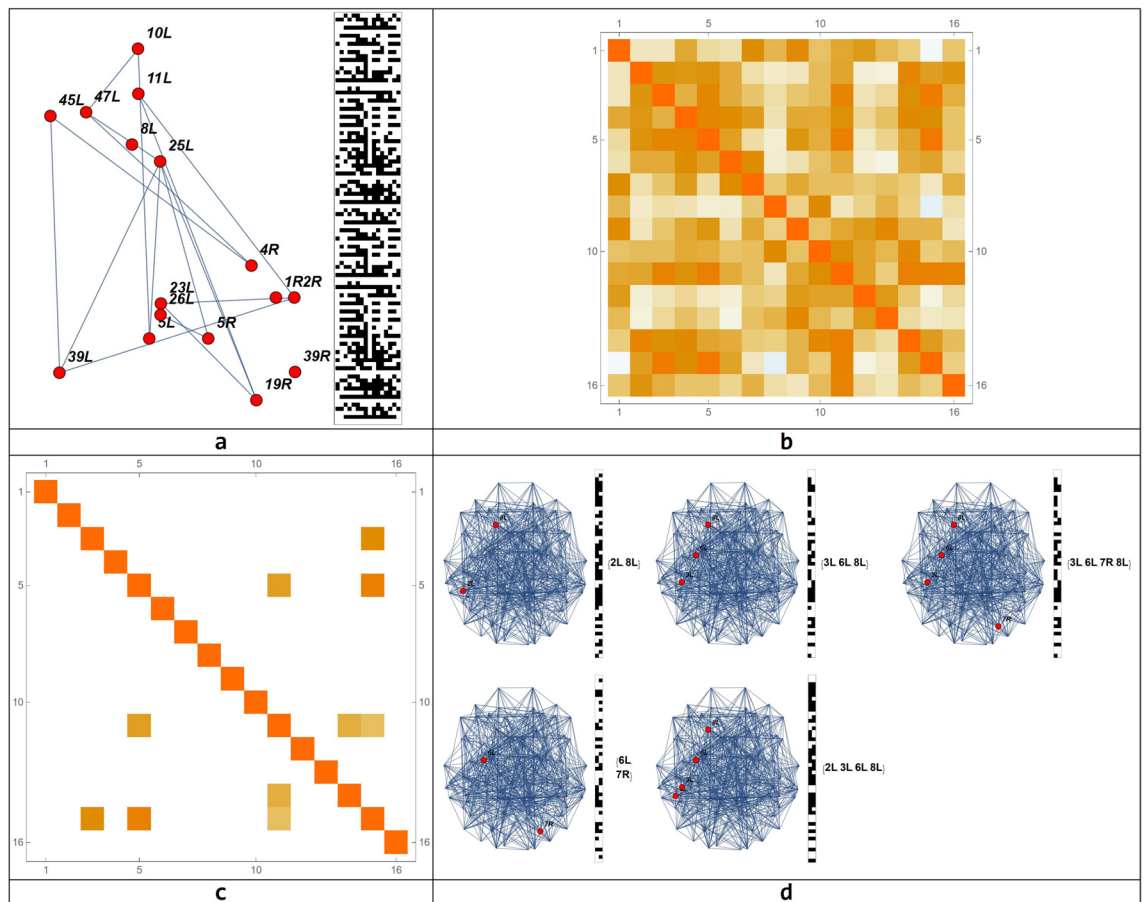 10L
11L
45L 47L
8L
25L
4R
1R2R
23L
26L
5L 5R
39L 39R
19R
a
1 5 10 16
1 1
5 5
10 10
16 16
1 5 10 16
b
1 5 10 16
1 1
5 5
10 10
16 16
1 5 10 16
c
{2L 8L}
{3L 6L 8L}
{3L 6L 7R 8L}
7R
{6L
7R}
7R
{2L 3L 6L 8L}
d